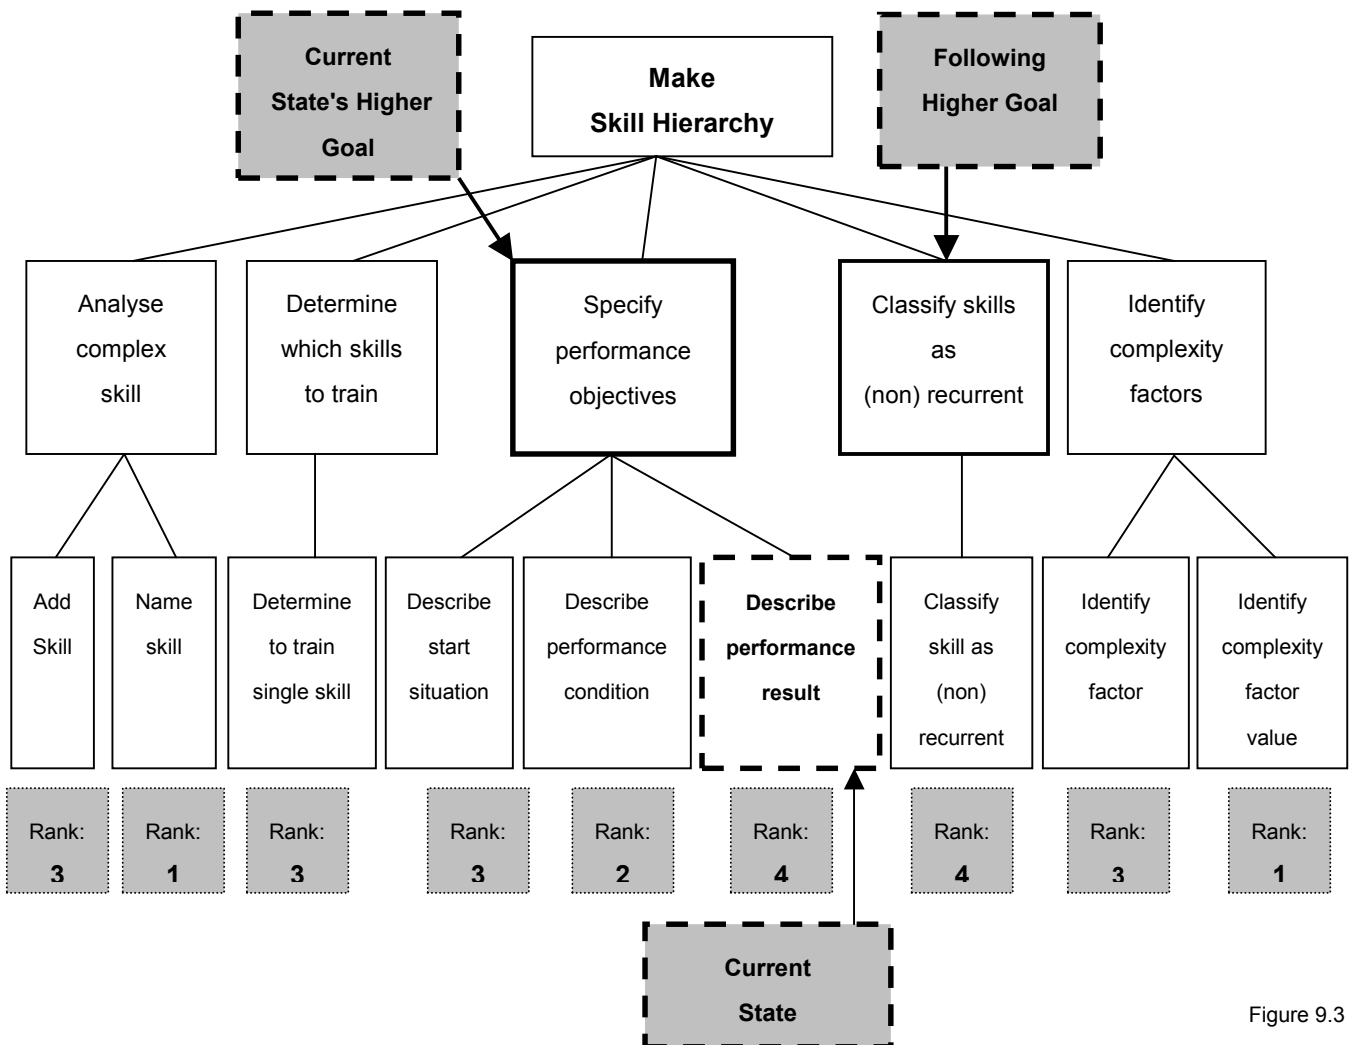 Current
State's Higher
Goal
Make
Skill Hierarchy
Following
Higher Goal
Analyse
complex
skill
Determine
which skills
to train
Specify
performance
objectives
Classify skills
as
(non) recurrent
Identify
complexity
factors
Add
Skill
Name
skill
Determine
to train
single skill
Describe
start
situation
Describe
performance
condition
Describe
performance
result
Classify
skill as
(non)
recurrent
Identify
complexity
factor
Identify
complexity
factor
value
Rank:
3
Rank:
1
Rank:
3
Rank:
3
Rank:
2
Rank:
4
Rank:
4
Rank:
3
Rank:
1
Current
State
Figure 9.3